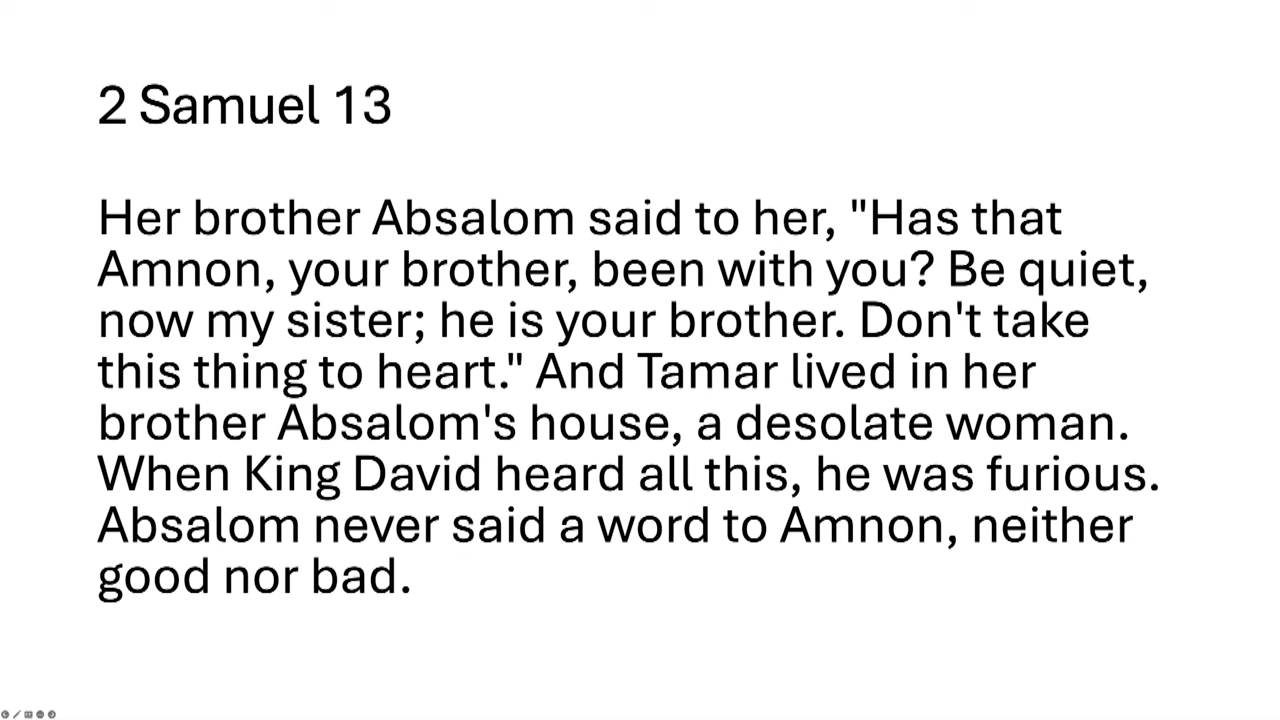 2 Samuel 13
Her brother Absalom said to her, "Has that
Amnon, your brother, been with you? Be quiet,
now my sister; he is your brother. Don't take
this thing to heart." And Tamar lived in her
brother Absalom's house, a desolate woman.
When King David heard all this, he was furious.
Absalom never said a word to Amnon, neither
good nor bad.